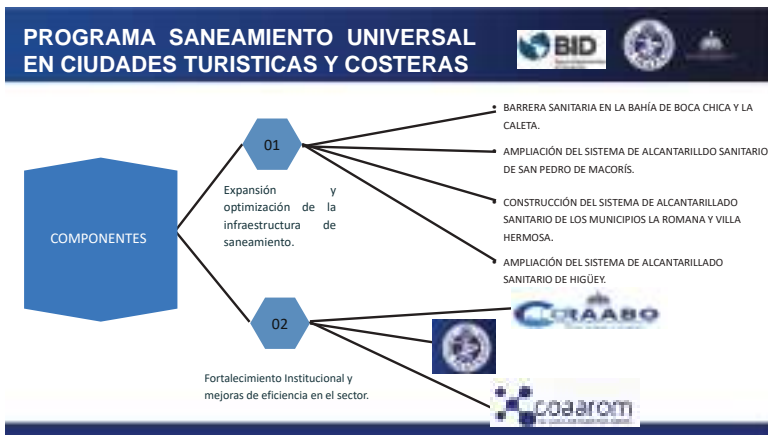 PROGRAMA SANEAMIENTO UNIVERSAL
EN CIUDADES TURISTICAS Y COSTERAS
BID
COMPONENTES
01
Expansión y
optimización de la
infraestructura de
saneamiento.
• BARRERA SANITARIA EN LA BAHÍA DE BOCA CHICA Y LA
CALETA.
• AMPLIACIÓN DEL SISTEMA DE ALCANTARILLDO SANITARIO
DE SAN PEDRO DE MACORÍS.
• CONSTRUCCIÓN DEL SISTEMA DE ALCANTARILLADO
SANITARIO DE LOS MUNICIPIOS LA ROMANA Y VILLA
HERMOSA.
• AMPLIACIÓN DEL SISTEMA DE ALCANTARILLADO
SANITARIO DE HIGÜEY.
02
Fortalecimiento Institucional y
mejoras de eficiencia en el sector.
CORAABO
coaarom